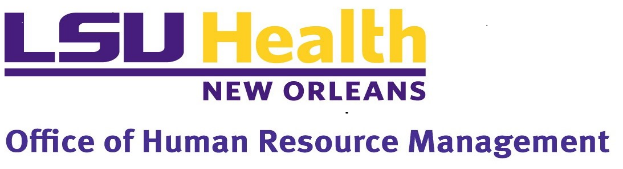 LSU Health
NEW ORLEANS
Office of Human Resource Management